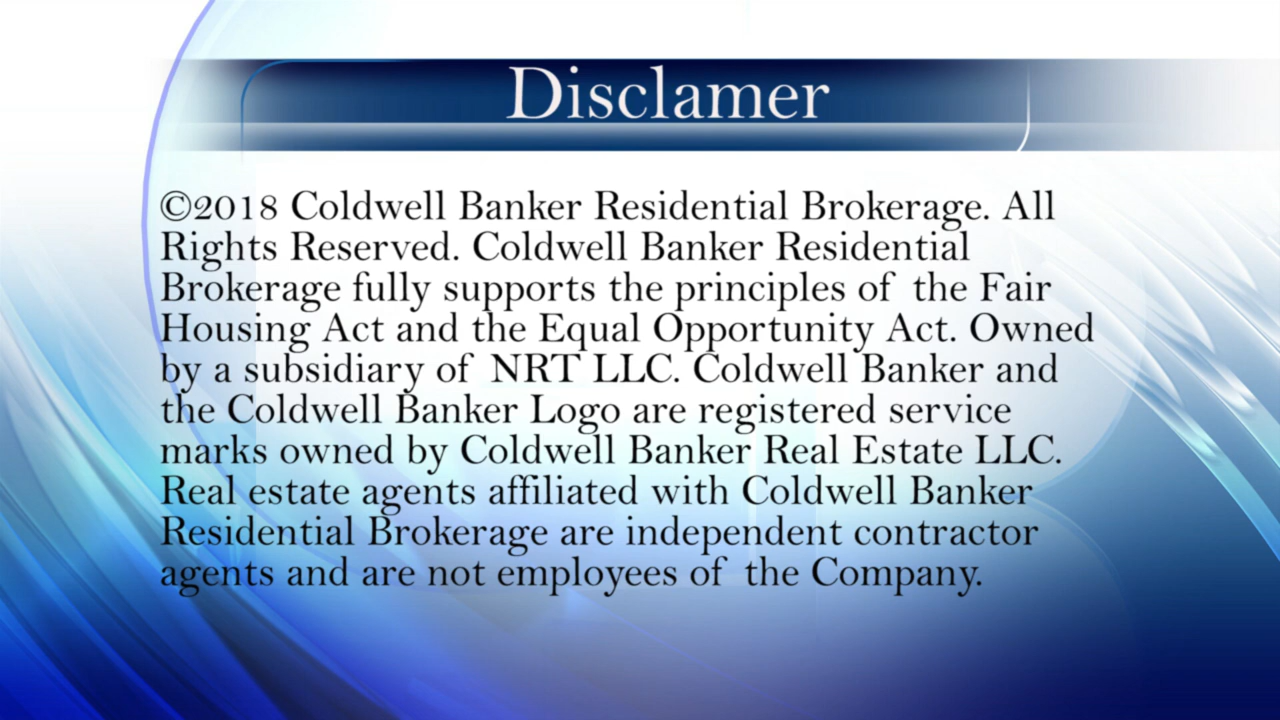 Disclamer
©2018 Coldwell Banker Residential Brokerage. All
Rights Reserved. Coldwell Banker Residential
Brokerage fully supports the principles of the Fair
Housing Act and the Equal Opportunity Act. Owned
by a subsidiary of NRT LLC. Coldwell Banker and
the Coldwell Banker Logo are registered service
marks owned by Coldwell Banker Real Estate LLC.
Real estate agents affiliated with Coldwell Banker
Residential Brokerage are independent contractor
agents and are not employees of the Company.